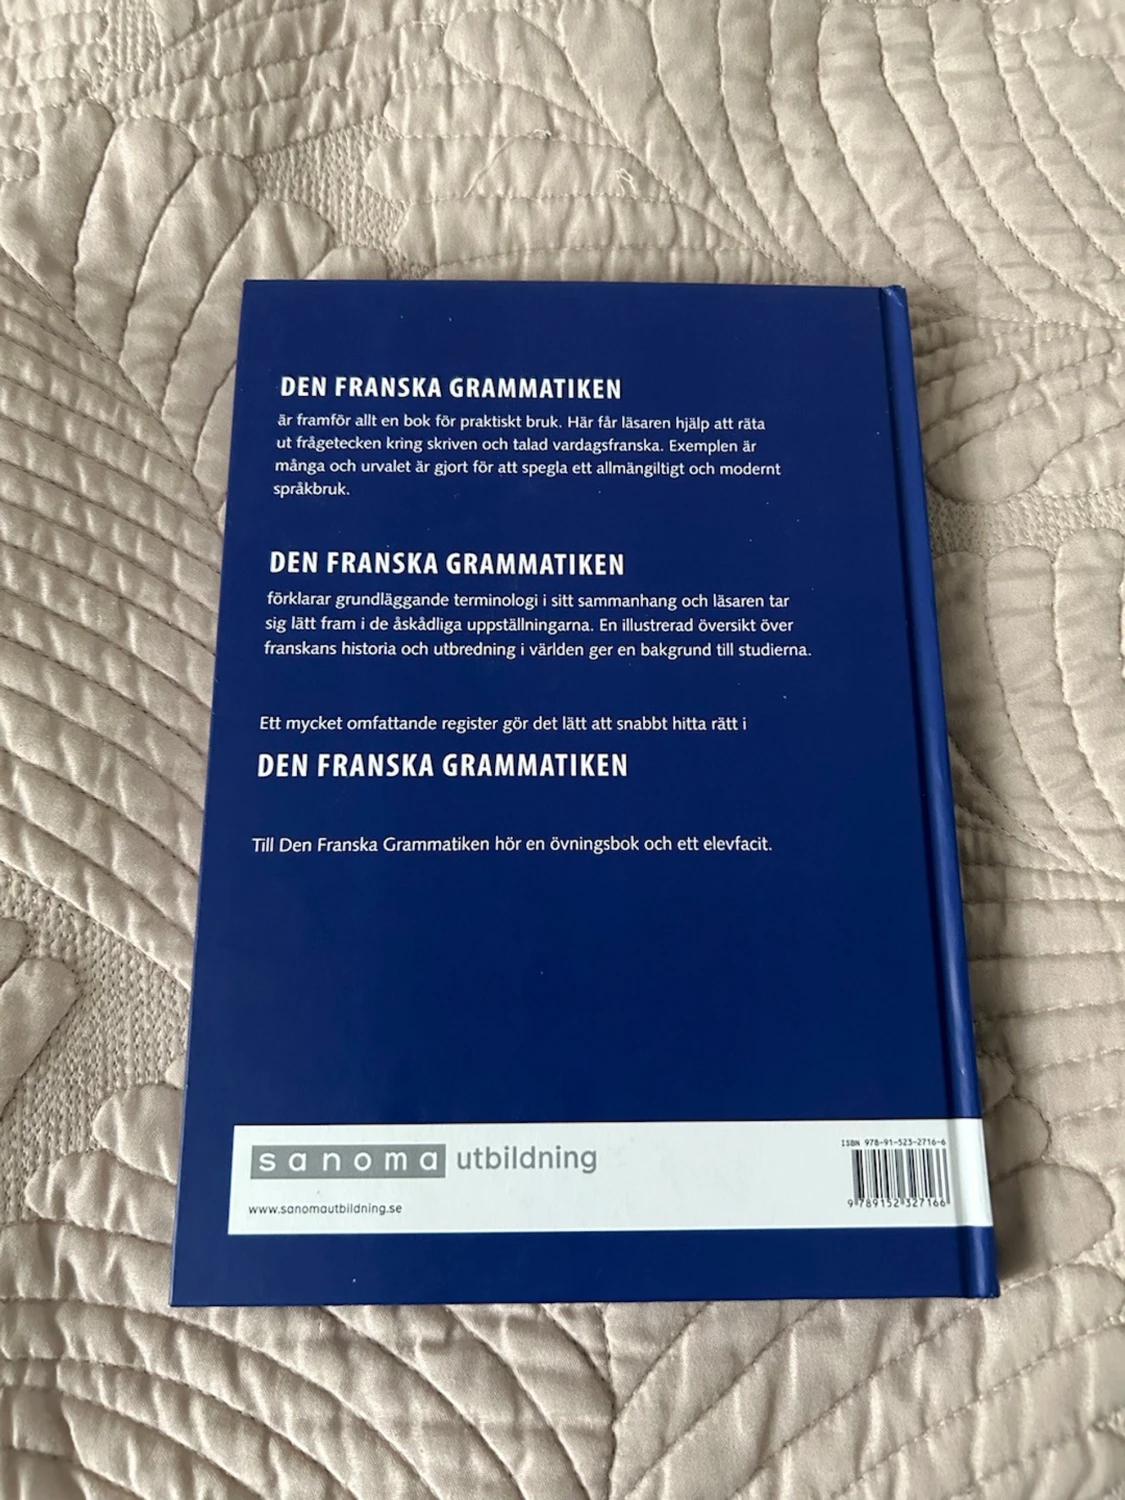 DEN FRANSKA GRAMMATIKEN
är framför allt en bok för praktiskt bruk. Här får läsaren hjälp att räta
ut frågetecken kring skriven och talad vardagsfranska. Exemplen är
många och urvalet är gjort för att spegla ett allmängiltigt och modernt
språkbruk.
DEN FRANSKA GRAMMATIKEN
förklarar grundläggande terminologi i sitt sammanhang och läsaren tar
sig lätt fram i de åskådliga uppställningarna. En illustrerad översikt över
franskans historia och utbredning i världen ger en bakgrund till studierna.
Ett mycket omfattande register gör det lätt att snabbt hitta rätt i
DEN FRANSKA GRAMMATIKEN
Till Den Franska Grammatiken hör en övningsbok och ett elevfacit.
sanoma utbildning
www.sanomautbildning.se
ISBN 978-91-523-2716-6
9 789152 327166